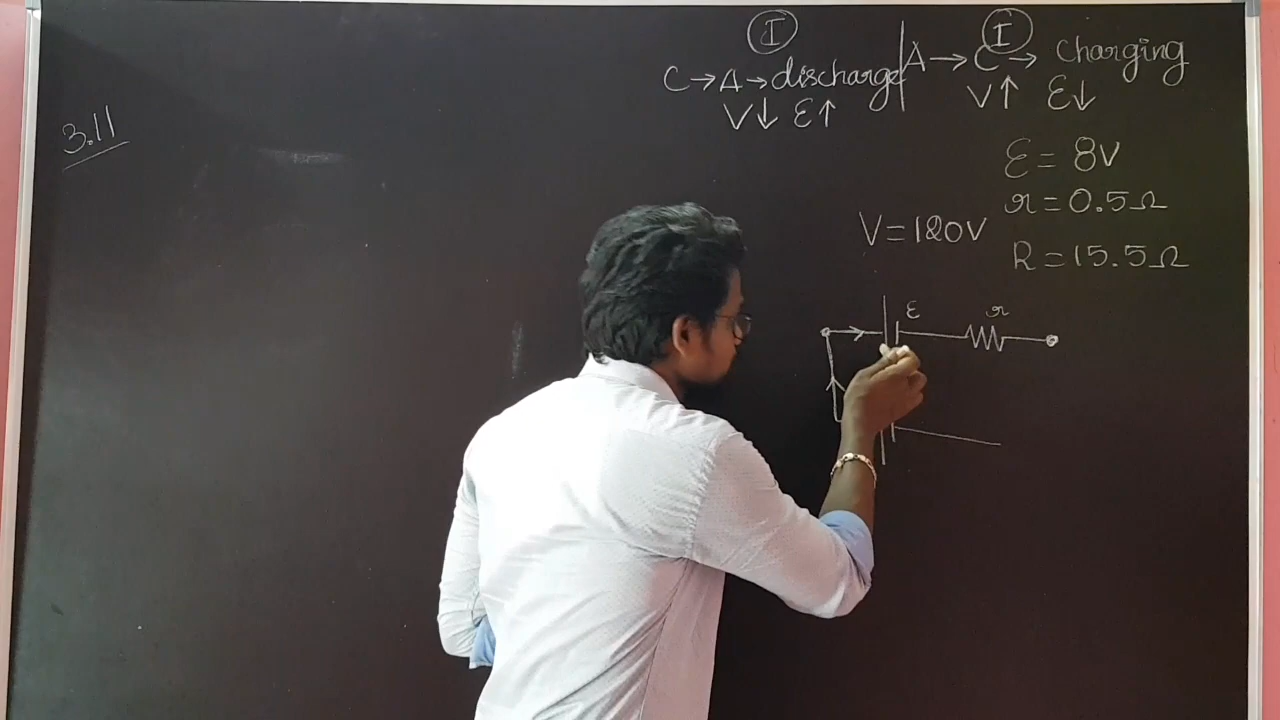 3.11
I
C → A → discharge
V↓ ε↑
I
A → C → charging
V↑ ε↓
ε = 8V
r = 0.5Ω
V = 120V
R = 15.5Ω
ε r